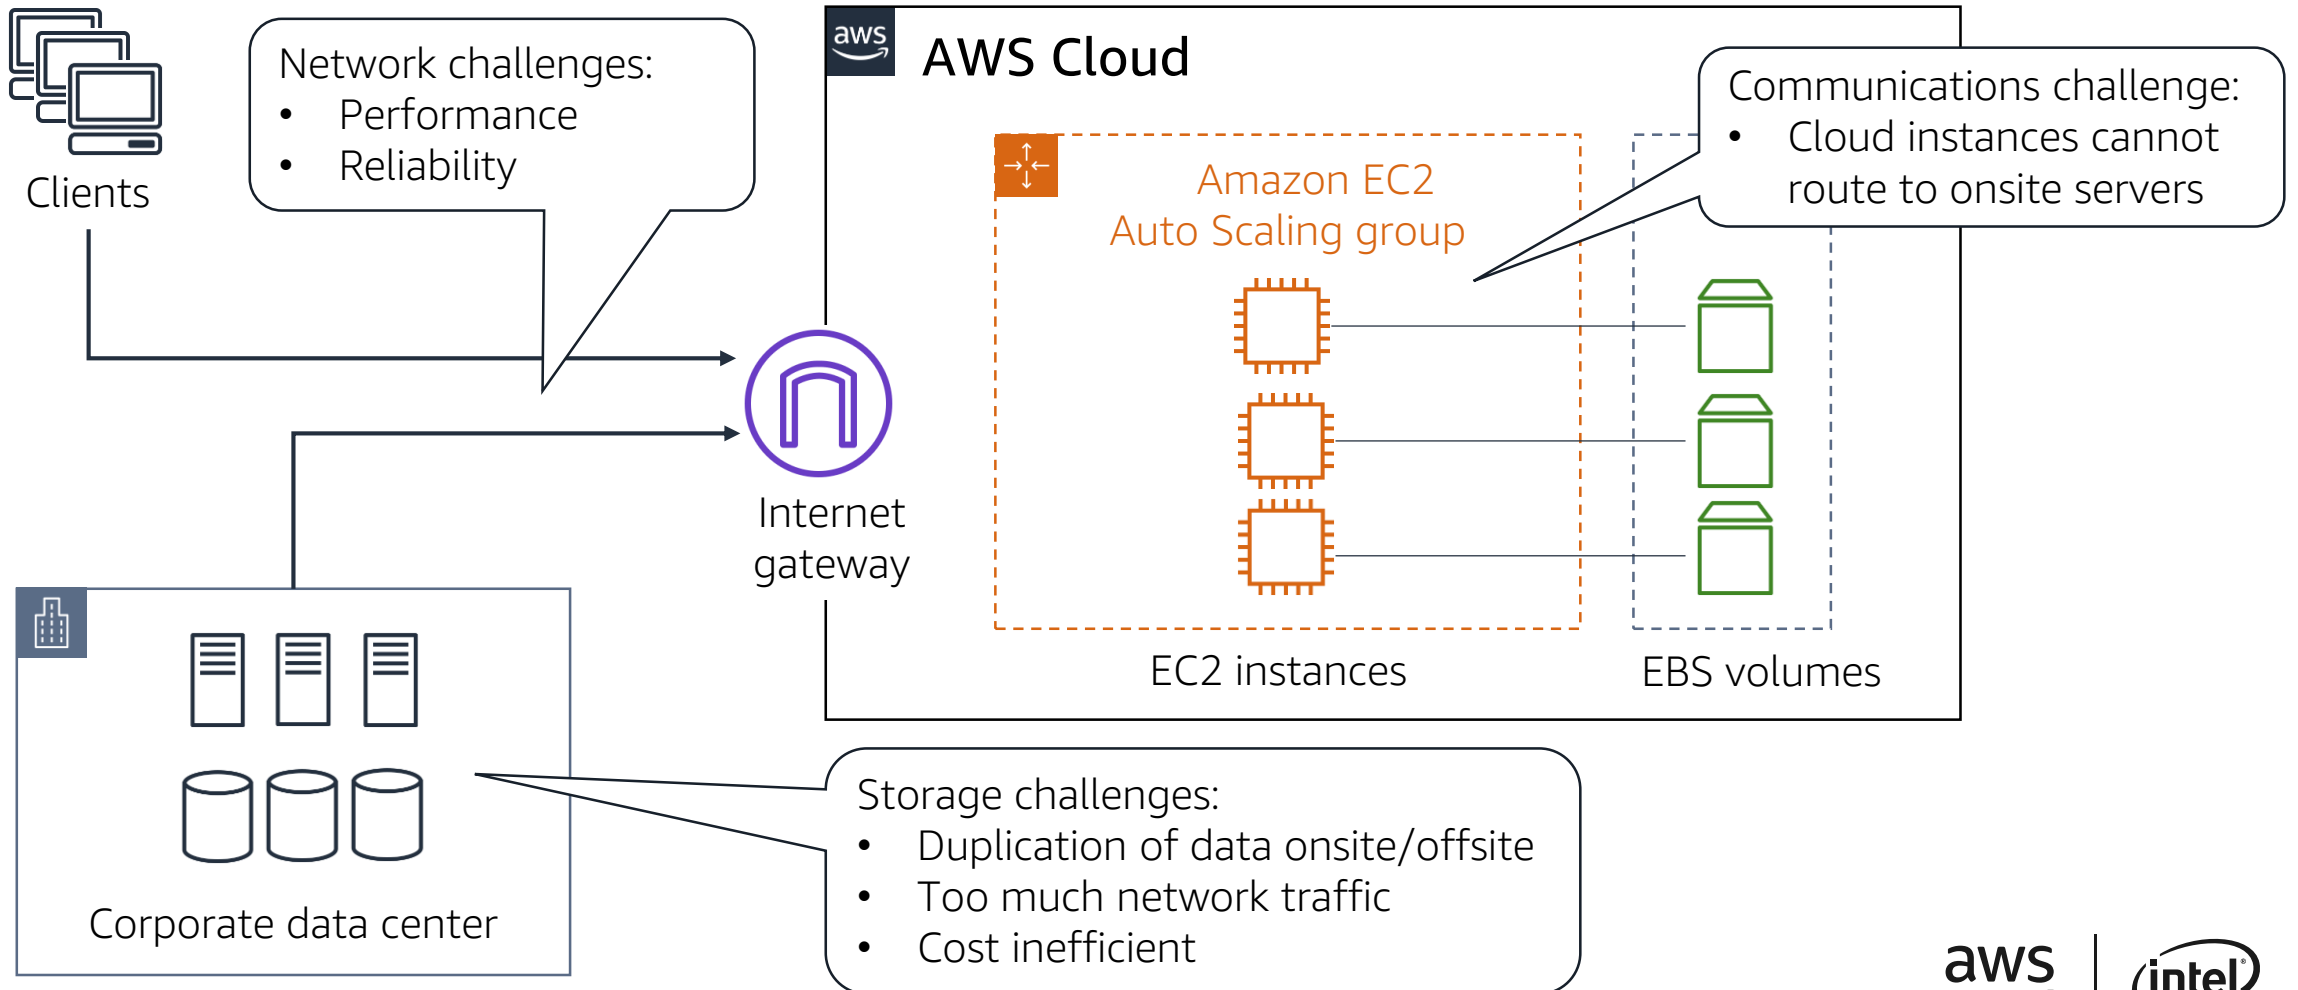 Clients
Network challenges:
• Performance
• Reliability
aws
AWS Cloud
Communications challenge:
• Cloud instances cannot
route to onsite servers
Amazon EC2
Auto Scaling group
Internet
gateway
EC2 instances
EBS volumes
Corporate data center
Storage challenges:
• Duplication of data onsite/offsite
• Too much network traffic
• Cost inefficient
aws
intel